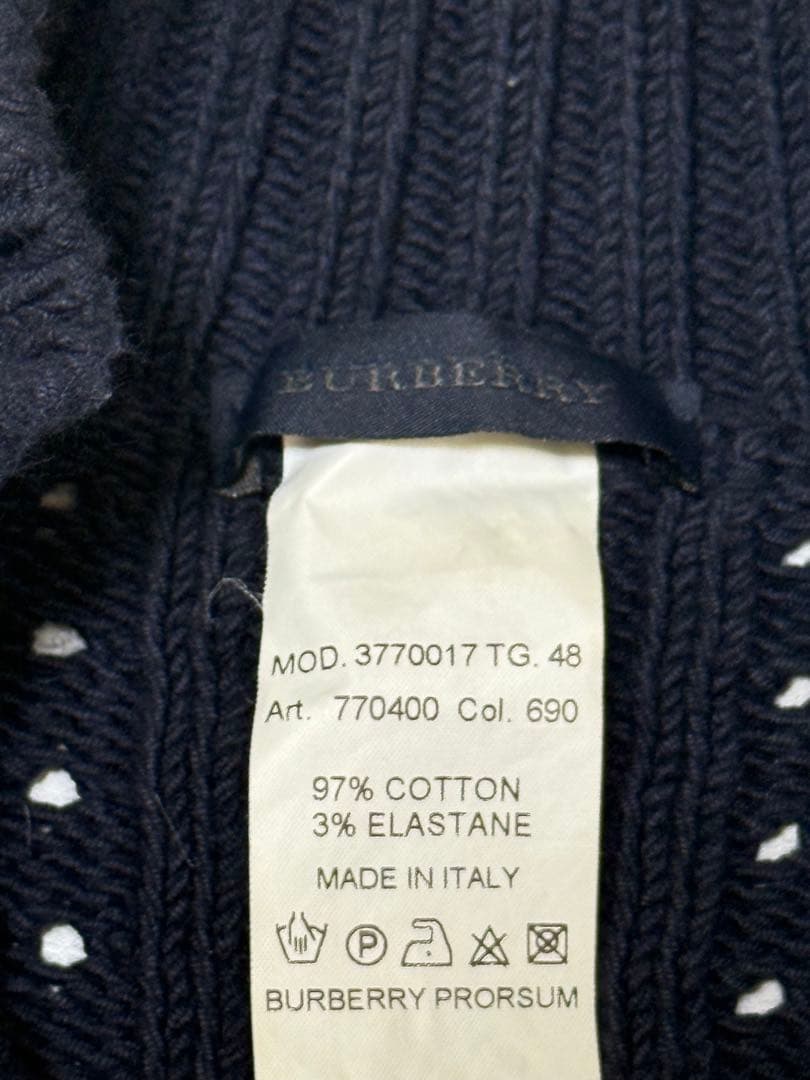 BURBERRY
MOD. 3770017 TG. 48
Art. 770400 Col. 690
97% COTTON
3% ELASTANE
MADE IN ITALY
P
BURBERRY PRORSUM